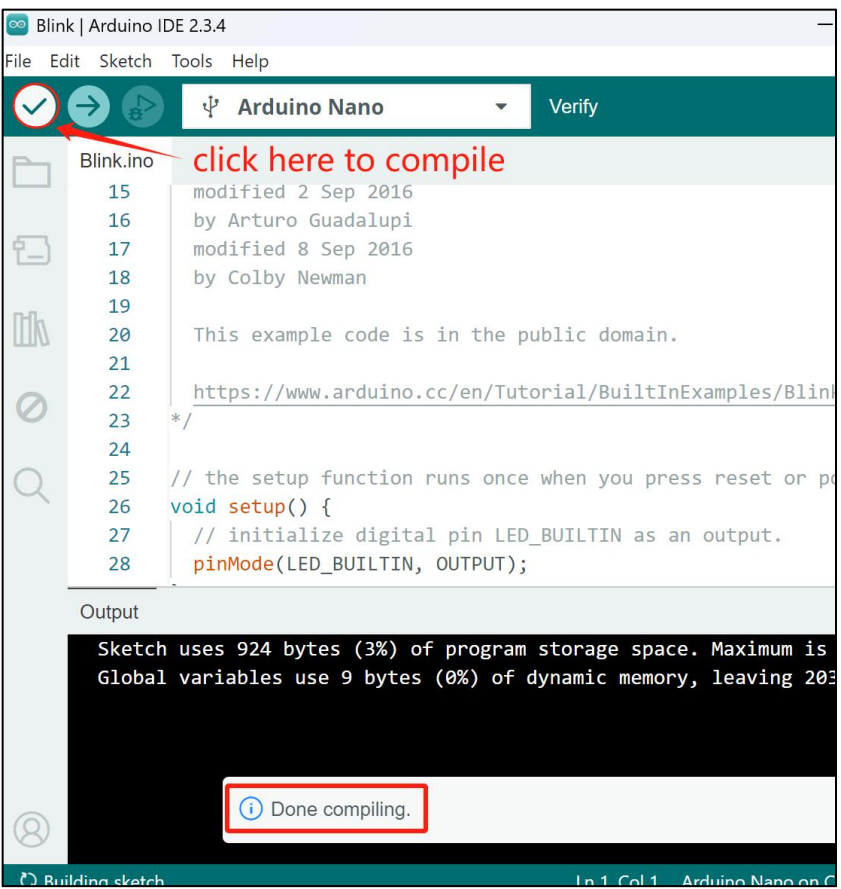 Blink | Arduino IDE 2.3.4
File Edit Sketch Tools Help
Arduino Nano
Verify
Blink.ino
click here to compile
15 modified 2 Sep 2016
16 by Arturo Guadalupi
17 modified 8 Sep 2016
18 by Colby Newman
19
20 This example code is in the public domain.
21
22 https://www.arduino.cc/en/Tutorial/BuiltInExamples/Blink
23 */
24
25 // the setup function runs once when you press reset or
26 void setup() {
27 // initialize digital pin LED_BUILTIN as an output.
28 pinMode(LED_BUILTIN, OUTPUT);
Output
Sketch uses 924 bytes (3%) of program storage space. Maximum is
Global variables use 9 bytes (0%) of dynamic memory, leaving 203
Done compiling.
Building sketch
Ln 1, Col 1 Arduino Nano on